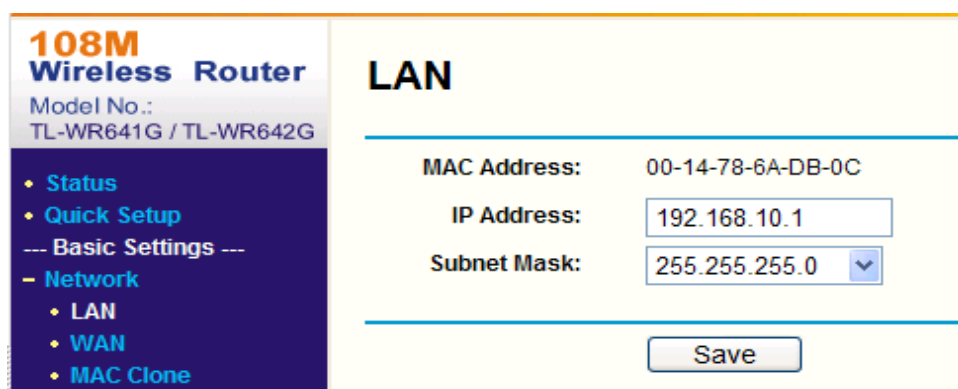 108M
Wireless Router
Model No.:
TL-WR641G / TL-WR642G
• Status
• Quick Setup
--- Basic Settings ---
– Network
• LAN
• WAN
• MAC Clone
LAN
MAC Address: 00-14-78-6A-DB-0C
IP Address: 192.168.10.1
Subnet Mask: 255.255.255.0
Save